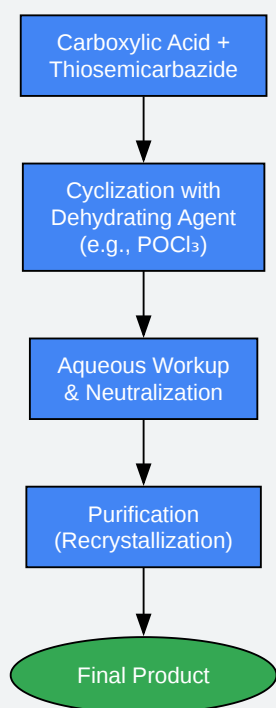 Carboxylic Acid +
Thiosemicarbazide
Cyclization with
Dehydrating Agent
(e.g., POCl₃)
Aqueous Workup
& Neutralization
Purification
(Recrystallization)
Final Product